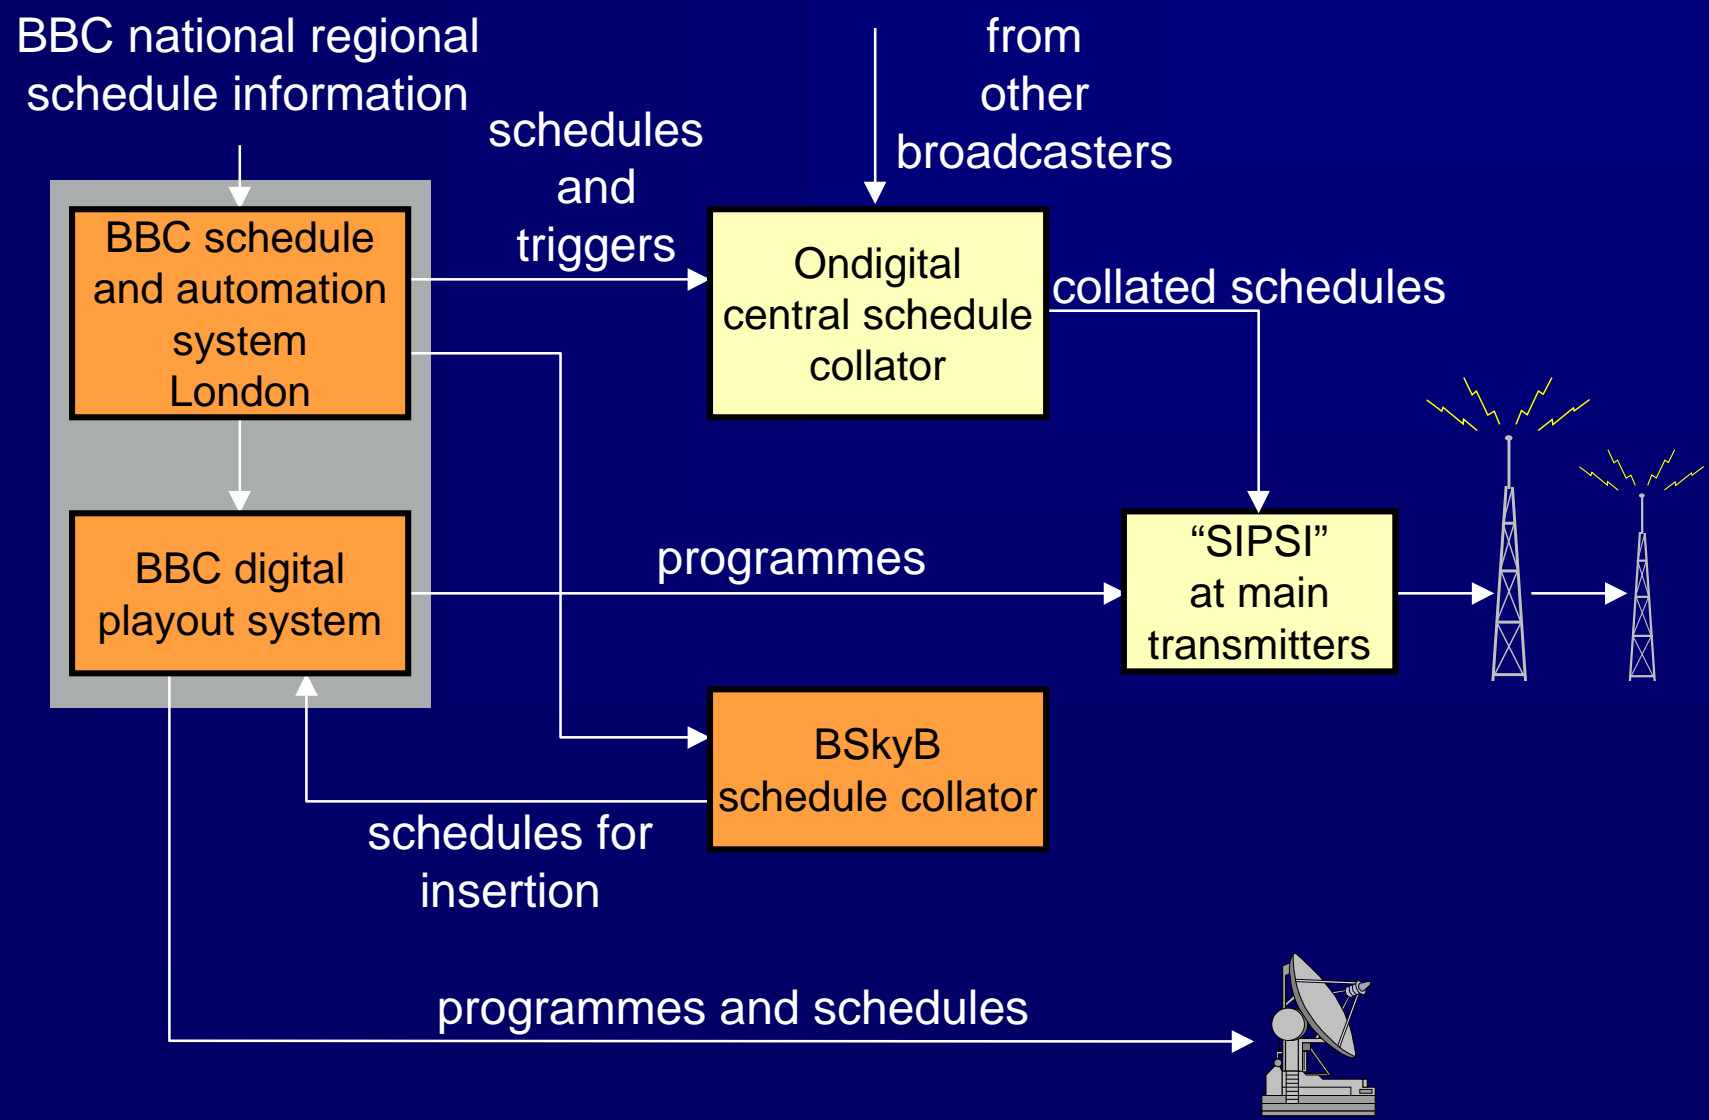 BBC national regional
schedule information
from
other
broadcasters
schedules
and
triggers
BBC schedule
and automation
system
London
Ondigital
central schedule
collator
collated schedules
BBC digital
playout system
programmes
“SIPSI”
at main
transmitters
BSkyB
schedule collator
schedules for
insertion
programmes and schedules